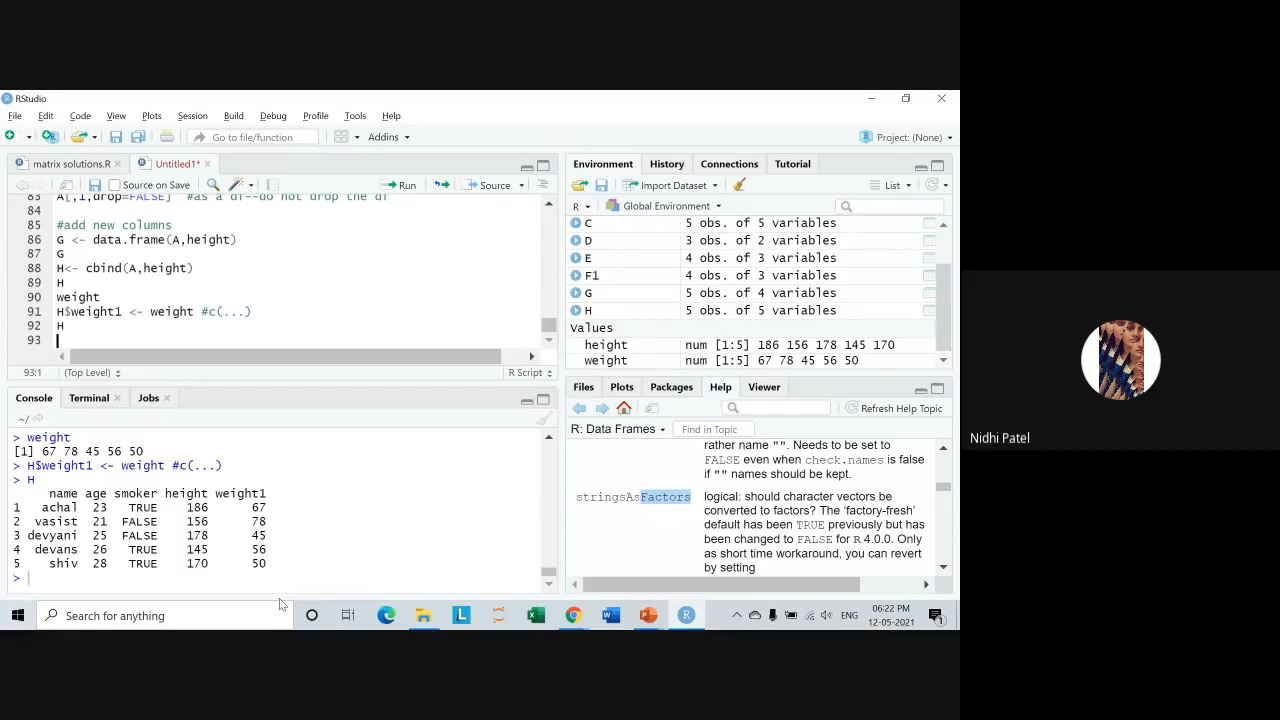 RStudio
File Edit Code View Plots Session Build Debug Profile Tools Help
Go to file/function Addins Project: (None)
matrix solutions.R Untitled1*
Source on Save Run Source
83 A[,1,drop=FALSE] #as a df--do not drop the df
84
85 #add new columns
86 G <- data.frame(A,height)
87 G
88 H<- cbind(A,height)
89 H
90 weight
91 H$weight1 <- weight #c(...)
92 H
93
93:1 (Top Level) R Script
Console Terminal Jobs
~/
> weight
[1] 67 78 45 56 50
> H$weight1 <- weight #c(...)
> H
name age smoker height weight1
1 achal 23 TRUE 186 67
2 vasist 21 FALSE 156 78
3 devyani 25 FALSE 178 45
4 devans 26 TRUE 145 56
5 shiv 28 TRUE 170 50
>
Environment History Connections Tutorial
Import Dataset List
R Global Environment
C 5 obs. of 5 variables
D 3 obs. of 2 variables
E 4 obs. of 3 variables
F1 4 obs. of 3 variables
G 5 obs. of 4 variables
H 5 obs. of 5 variables
Values
height num [1:5] 186 156 178 145 170
weight num [1:5] 67 78 45 56 50
Files Plots Packages Help Viewer
Refresh Help Topic
R: Data Frames Find in Topic
rather name "". Needs to be set
FALSE even when check.names is false
if "" names should be kept.
stringsAsFactors logical: should character vectors be
converted to factors? The ‘factory-fresh’
default has been TRUE previously but has
been changed to FALSE for R 4.0.0. Only
as short time workaround, you can revert
by setting
Search for anything
ENG 06:22 PM
12-05-2021
1
Nidhi Patel